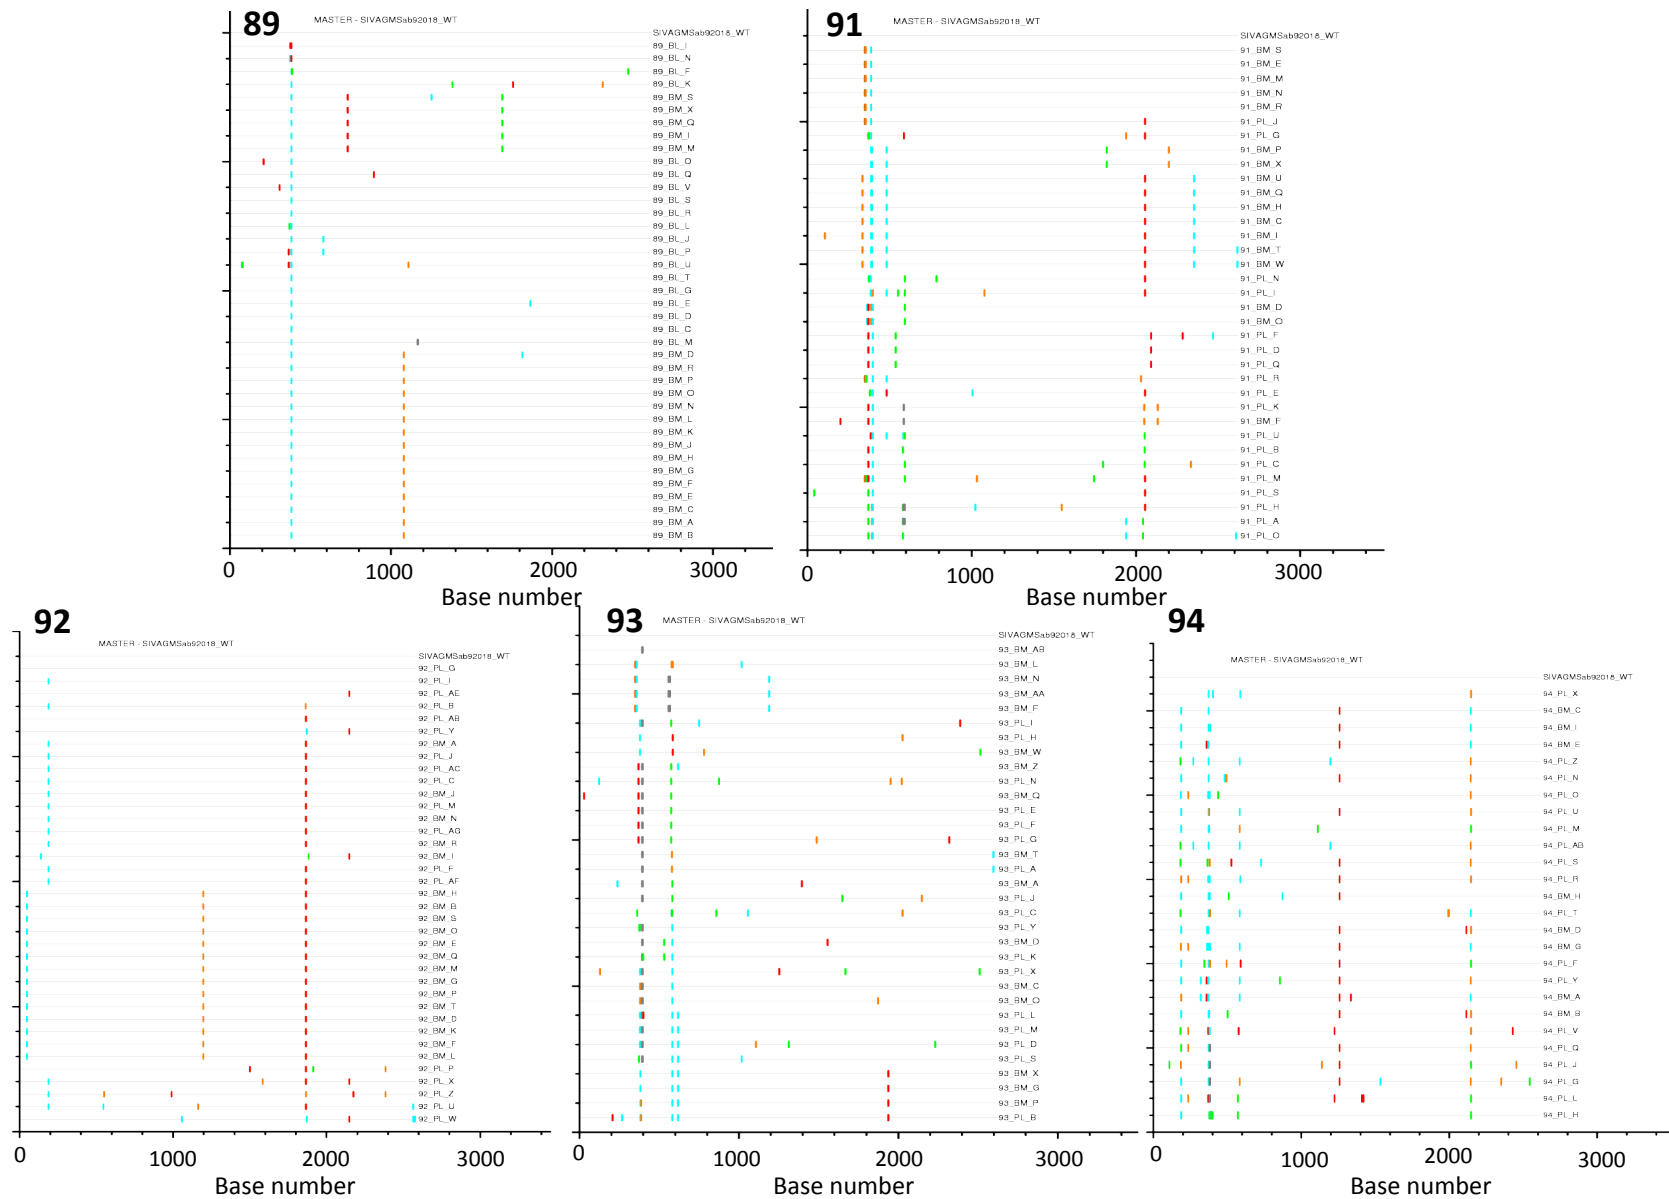 89
MASTER - SIVAGMSab92018_WT
SIVAGMSab92018_WT
89_BL_I
89_BL_N
89_BL_F
89_BL_K
89_BM_S
89_BM_X
89_BM_Q
89_BM_I
89_BM_M
89_BL_O
89_BL_Q
89_BL_V
89_BL_S
89_BL_R
89_BL_L
89_BL_J
89_BL_P
89_BL_U
89_BL_T
89_BL_G
89_BL_E
89_BL_D
89_BL_C
89_BL_M
89_BM_D
89_BM_R
89_BM_P
89_BM_O
89_BM_N
89_BM_L
89_BM_K
89_BM_J
89_BM_H
89_BM_G
89_BM_F
89_BM_E
89_BM_C
89_BM_A
89_BM_B
0 1000 2000 3000
Base number
91
MASTER - SIVAGMSab92018_WT
SIVAGMSab92018_WT
91_BM_S
91_BM_E
91_BM_M
91_BM_N
91_BM_R
91_PL_J
91_PL_G
91_BM_P
91_BM_X
91_BM_U
91_BM_Q
91_BM_H
91_BM_C
91_BM_I
91_BM_T
91_BM_W
91_PL_N
91_PL_I
91_BM_D
91_BM_O
91_PL_F
91_PL_D
91_PL_Q
91_PL_R
91_PL_E
91_PL_K
91_BM_F
91_PL_U
91_PL_B
91_PL_C
91_PL_M
91_PL_S
91_PL_H
91_PL_A
91_PL_O
0 1000 2000 3000
Base number
92
MASTER - SIVAGMSab92018_WT
SIVAGMSab92018_WT
92_PL_G
92_PL_I
92_PL_AE
92_PL_B
92_PL_AB
92_PL_Y
92_BM_A
92_PL_J
92_PL_AC
92_PL_C
92_BM_J
92_PL_M
92_BM_N
92_PL_AG
92_BM_R
92_BM_I
92_PL_F
92_PL_AF
92_BM_H
92_BM_B
92_BM_S
92_BM_O
92_BM_E
92_BM_Q
92_BM_M
92_BM_G
92_BM_P
92_BM_T
92_BM_D
92_BM_K
92_BM_F
92_BM_L
92_PL_P
92_PL_X
92_PL_Z
92_PL_U
92_PL_W
0 1000 2000 3000
Base number
93
MASTER - SIVAGMSab92018_WT
SIVAGMSab92018_WT
93_BM_AB
93_BM_L
93_BM_N
93_BM_AA
93_BM_F
93_PL_I
93_PL_H
93_BM_W
93_BM_Z
93_PL_N
93_BM_Q
93_PL_E
93_PL_F
93_PL_G
93_BM_T
93_PL_A
93_BM_A
93_PL_J
93_PL_C
93_PL_Y
93_BM_D
93_PL_K
93_PL_X
93_BM_C
93_BM_O
93_PL_L
93_PL_M
93_PL_D
93_PL_S
93_BM_X
93_BM_G
93_BM_P
93_PL_B
0 1000 2000 3000
Base number
94
MASTER - SIVAGMSab92018_WT
SIVAGMSab92018_WT
94_PL_X
94_BM_C
94_BM_I
94_BM_E
94_PL_Z
94_PL_N
94_PL_O
94_PL_U
94_PL_M
94_PL_AB
94_PL_S
94_PL_R
94_BM_H
94_PL_T
94_BM_D
94_BM_G
94_PL_F
94_PL_Y
94_BM_A
94_BM_B
94_PL_V
94_PL_Q
94_PL_J
94_PL_G
94_PL_L
94_PL_H
0 1000 2000 3000
Base number